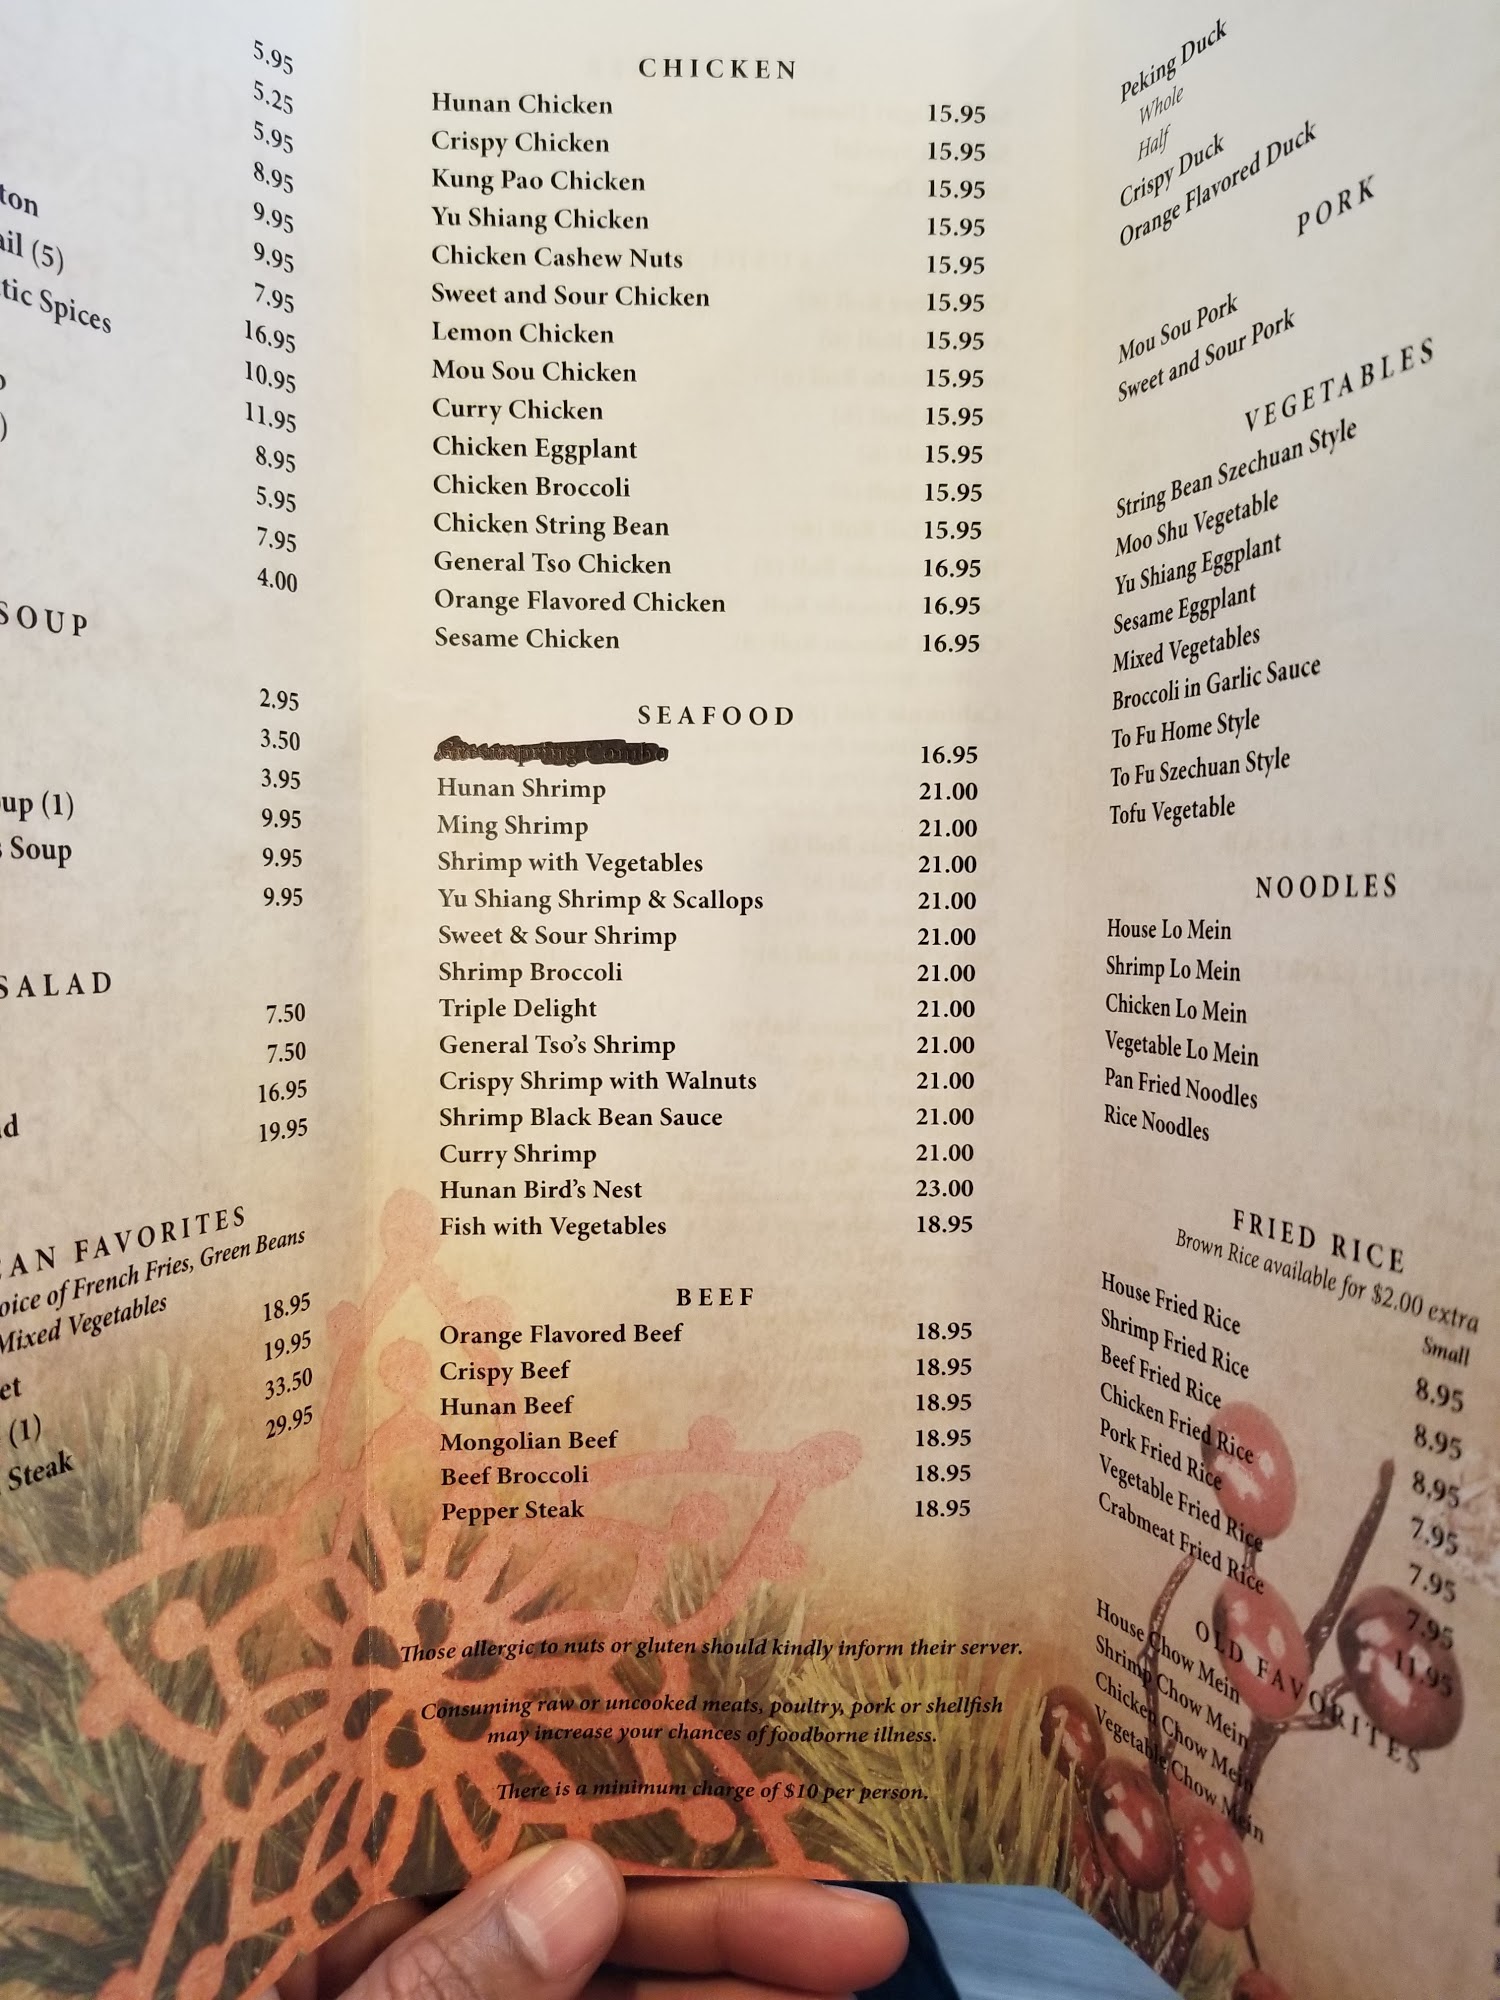 5.95
5.25
5.95
8.95
ton 9.95
ail (5) 9.95
tic Spices 7.95
16.95
10.95
11.95
8.95
5.95
7.95
4.00
SOUP
2.95
3.50
3.95
up (1) 9.95
Soup 9.95
9.95
SALAD
7.50
7.50
16.95
19.95
AN FAVORITES
oice of French Fries, Green Beans
Mixed Vegetables
18.95
19.95
et 33.50
(1) 29.95
Steak
CHICKEN
Hunan Chicken 15.95
Crispy Chicken 15.95
Kung Pao Chicken 15.95
Yu Shiang Chicken 15.95
Chicken Cashew Nuts 15.95
Sweet and Sour Chicken 15.95
Lemon Chicken 15.95
Mou Sou Chicken 15.95
Curry Chicken 15.95
Chicken Eggplant 15.95
Chicken Broccoli 15.95
Chicken String Bean 15.95
General Tso Chicken 16.95
Orange Flavored Chicken 16.95
Sesame Chicken 16.95
SEAFOOD
Combo 16.95
Hunan Shrimp 21.00
Ming Shrimp 21.00
Shrimp with Vegetables 21.00
Yu Shiang Shrimp & Scallops 21.00
Sweet & Sour Shrimp 21.00
Shrimp Broccoli 21.00
Triple Delight 21.00
General Tso's Shrimp 21.00
Crispy Shrimp with Walnuts 21.00
Shrimp Black Bean Sauce 21.00
Curry Shrimp 21.00
Hunan Bird's Nest 23.00
Fish with Vegetables 18.95
BEEF
Orange Flavored Beef 18.95
Crispy Beef 18.95
Hunan Beef 18.95
Mongolian Beef 18.95
Beef Broccoli 18.95
Pepper Steak 18.95
Those allergic to nuts or gluten should kindly inform their server.
Consuming raw or uncooked meats, poultry, pork or shellfish
may increase your chances of foodborne illness.
There is a minimum charge of $10 per person.
Peking Duck
Whole
Half
Crispy Duck
Orange Flavored Duck
PORK
Mou Sou Pork
Sweet and Sour Pork
VEGETABLES
String Bean Szechuan Style
Moo Shu Vegetable
Yu Shiang Eggplant
Sesame Eggplant
Mixed Vegetables
Broccoli in Garlic Sauce
To Fu Home Style
To Fu Szechuan Style
Tofu Vegetable
NOODLES
House Lo Mein
Shrimp Lo Mein
Chicken Lo Mein
Vegetable Lo Mein
Pan Fried Noodles
Rice Noodles
FRIED RICE
Brown Rice available for $2.00 extra
Small
House Fried Rice 8.95
Shrimp Fried Rice 8.95
Beef Fried Rice 8.95
Chicken Fried Rice 7.95
Pork Fried Rice 7.95
Vegetable Fried Rice 7.95
Crabmeat Fried Rice 11.95
OLD FAVORITES
House Chow Mein
Shrimp Chow Mein
Chicken Chow Mein
Vegetable Chow Mein